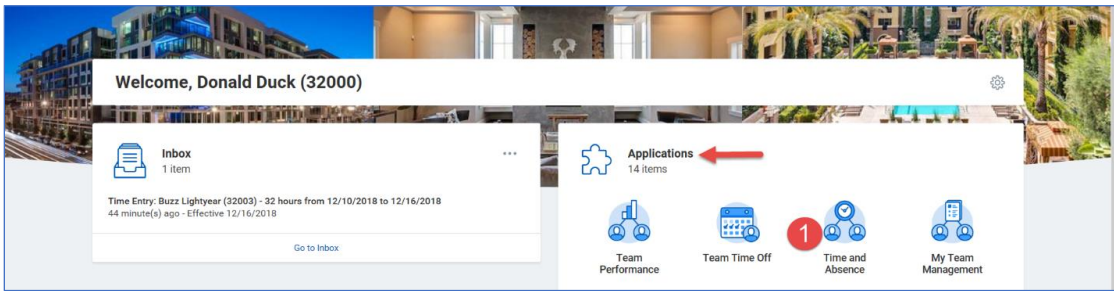 Welcome, Donald Duck (32000)
Inbox
1 item
Time Entry: Buzz Lightyear (32003) - 32 hours from 12/10/2018 to 12/16/2018
44 minute(s) ago - Effective 12/16/2018
Go to Inbox
Applications
14 items
Team
Performance
Team Time Off
1
Time and
Absence
My Team
Management